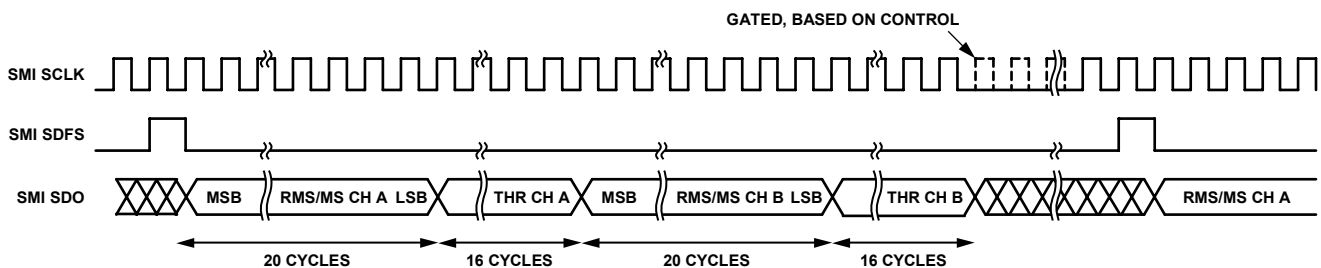 GATED, BASED ON CONTROL
SMI SCLK
SMI SDFS
SMI SDO
MSB
RMS/MS CH A LSB
THR CH A
MSB
RMS/MS CH B LSB
THR CH B
RMS/MS CH A
20 CYCLES
16 CYCLES
20 CYCLES
16 CYCLES